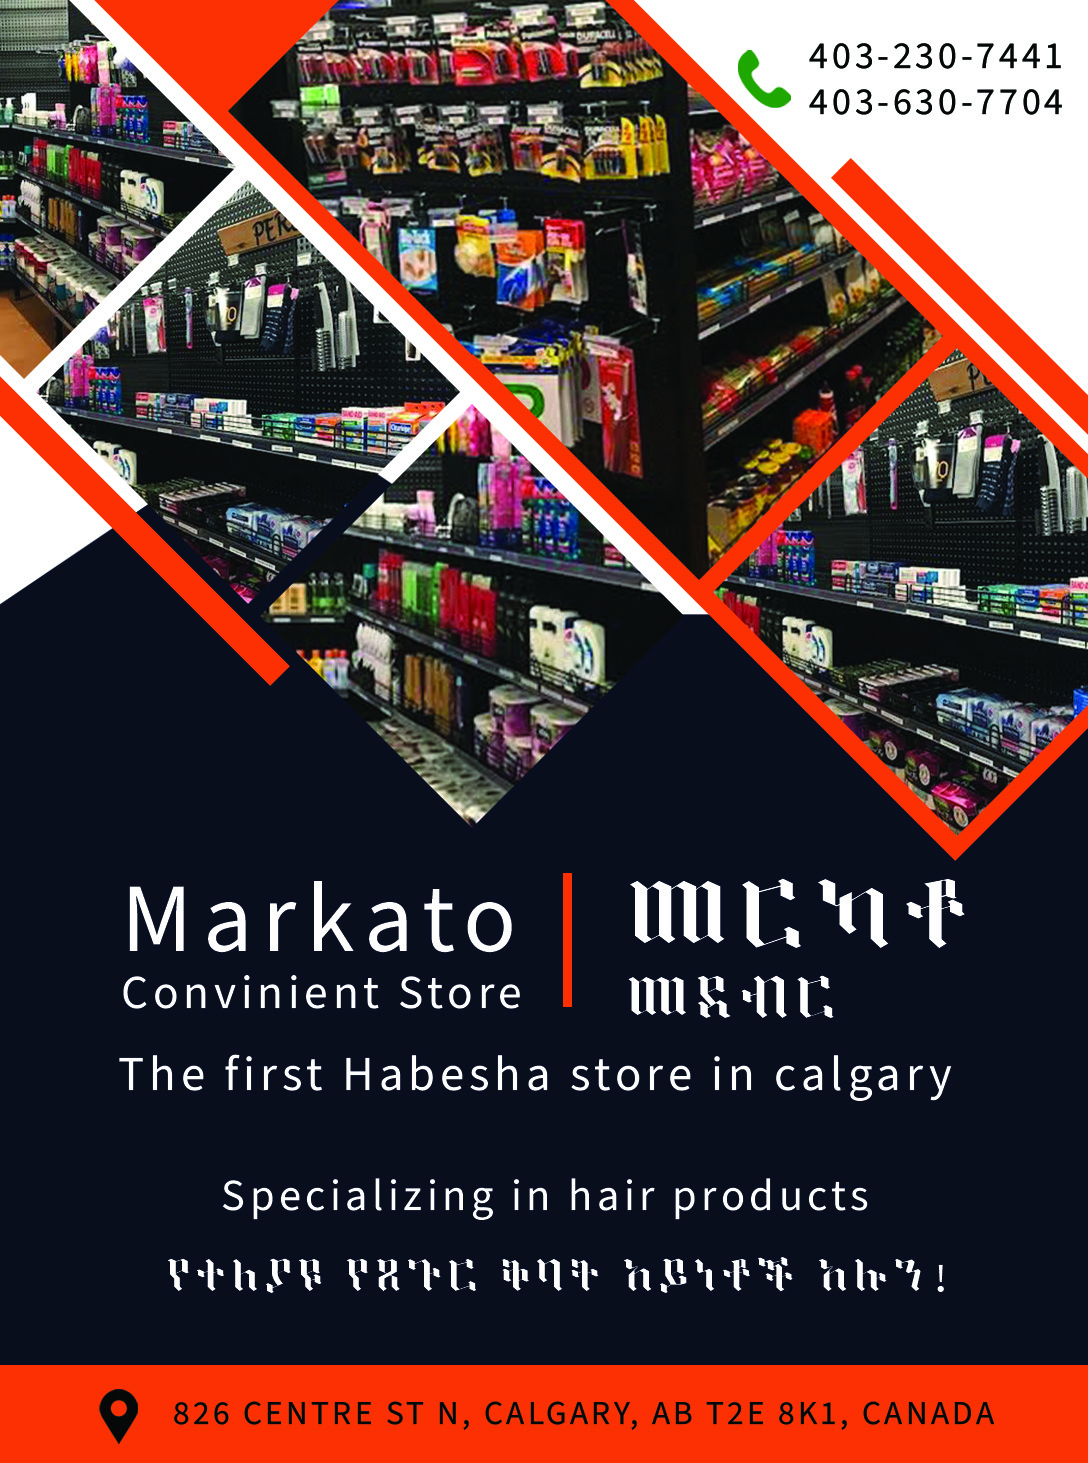 403-230-7441
403-630-7704
Markato
Convinient Store
መርካቶ
መደብር
The first Habesha store in calgary
Specializing in hair products
የተለያዩ የጸጉር ቅባት አይነቶች አሉን!
826 CENTRE ST N, CALGARY, AB T2E 8K1, CANADA